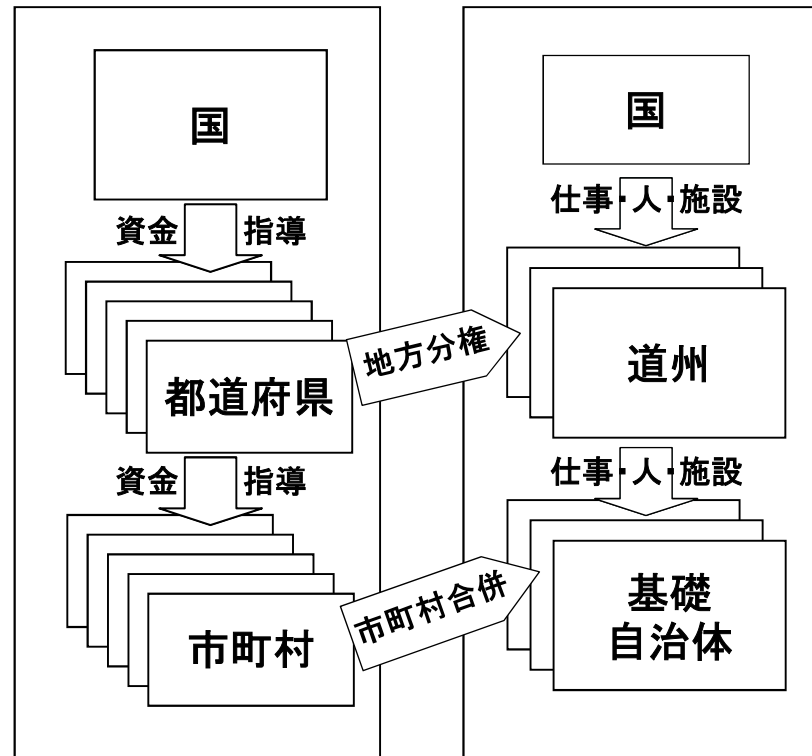 国
資金 指導
都道府県
資金 指導
市町村
地方分権
市町村合併
国
仕事・人・施設
道州
仕事・人・施設
基礎
自治体